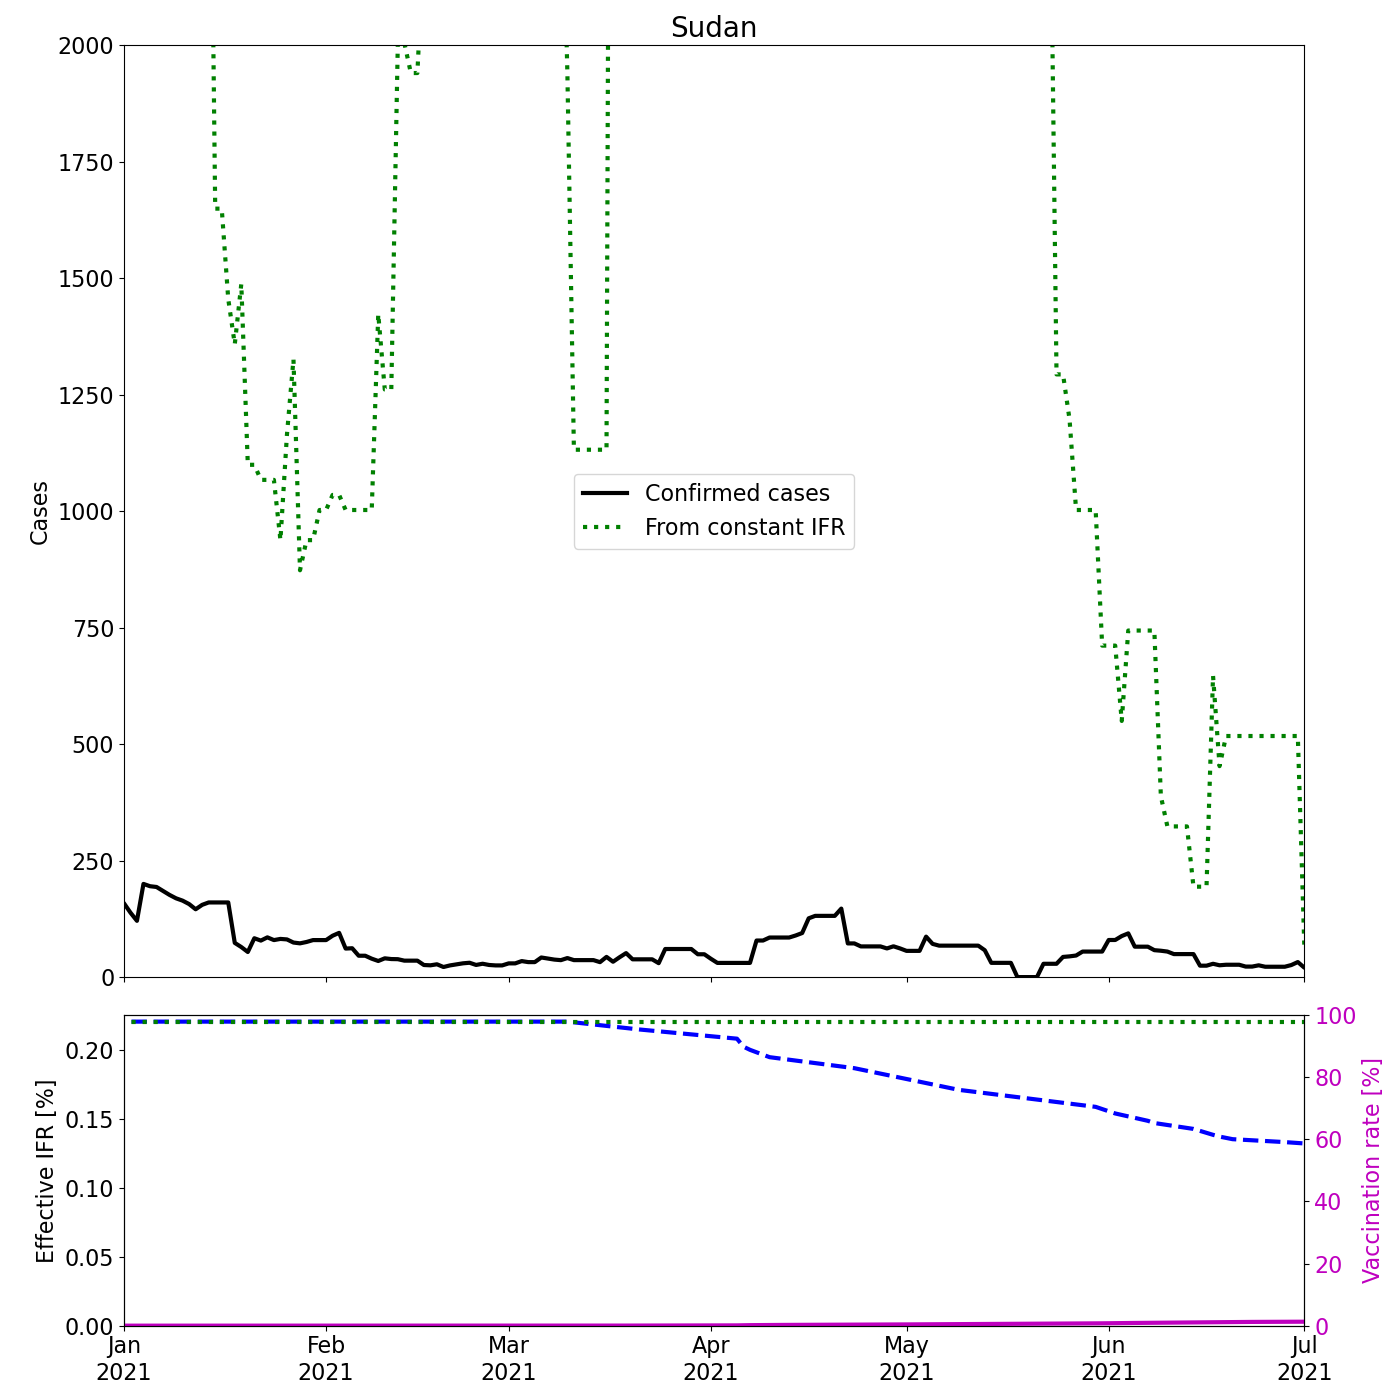 Sudan
2000
1750
1500
1250
1000
750
500
250
0
Cases
Confirmed cases
From constant IFR
0.20
0.15
0.10
0.05
0.00
Effective IFR [%]
100
80
60
40
20
0
Vaccination rate [%]
Jan Feb Mar Apr May Jun Jul
2021 2021 2021 2021 2021 2021 2021